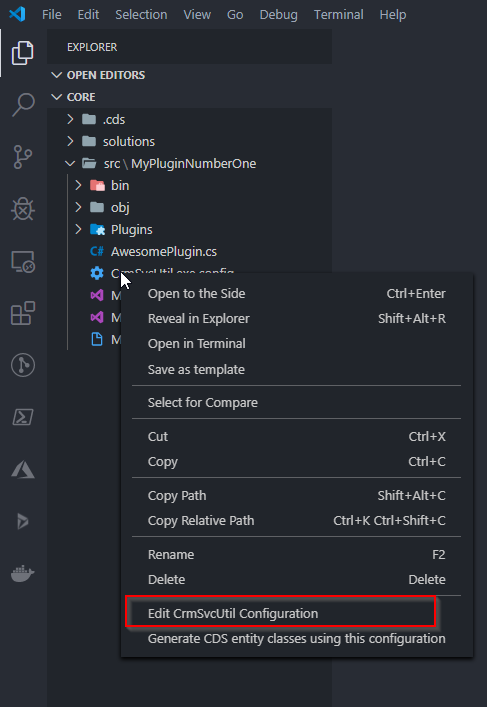 File Edit Selection View Go Debug Terminal Help
EXPLORER
OPEN EDITORS
CORE
.cds
solutions
src \ MyPluginNumberOne
bin
obj
Plugins
C# AwesomePlugin.cs
CrmSvcUtil.exe.config
M
M
M
Open to the Side Ctrl+Enter
Reveal in Explorer Shift+Alt+R
Open in Terminal
Save as template
Select for Compare
Cut Ctrl+X
Copy Ctrl+C
Copy Path Shift+Alt+C
Copy Relative Path Ctrl+K Ctrl+Shift+C
Rename F2
Delete Delete
Edit CrmSvcUtil Configuration
Generate CDS entity classes using this configuration